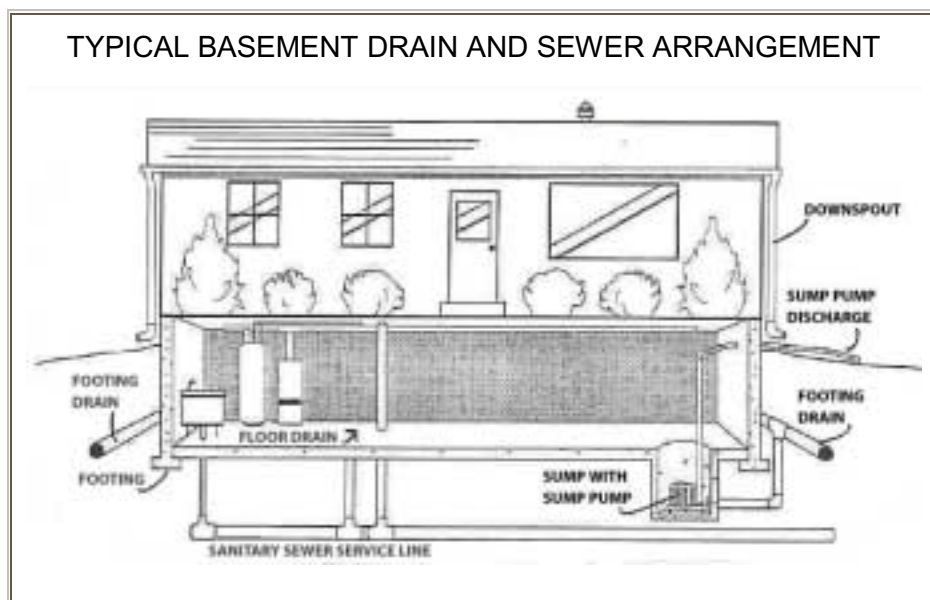 TYPICAL BASEMENT DRAIN AND SEWER ARRANGEMENT
DOWNSPOUT
SUMP PUMP
DISCHARGE
FOOTING
DRAIN
FOOTING
DRAIN
FLOOR DRAIN
FOOTING
SUMP WITH
SUMP PUMP
SANITARY SEWER SERVICE LINE